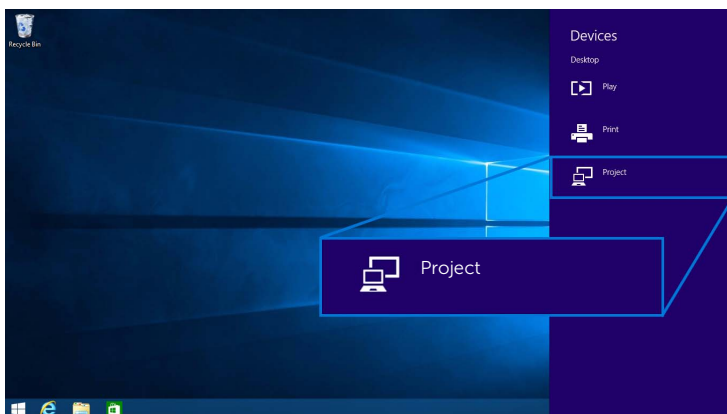 Recycle Bin
Devices
Desktop
Play
Print
Project
Project